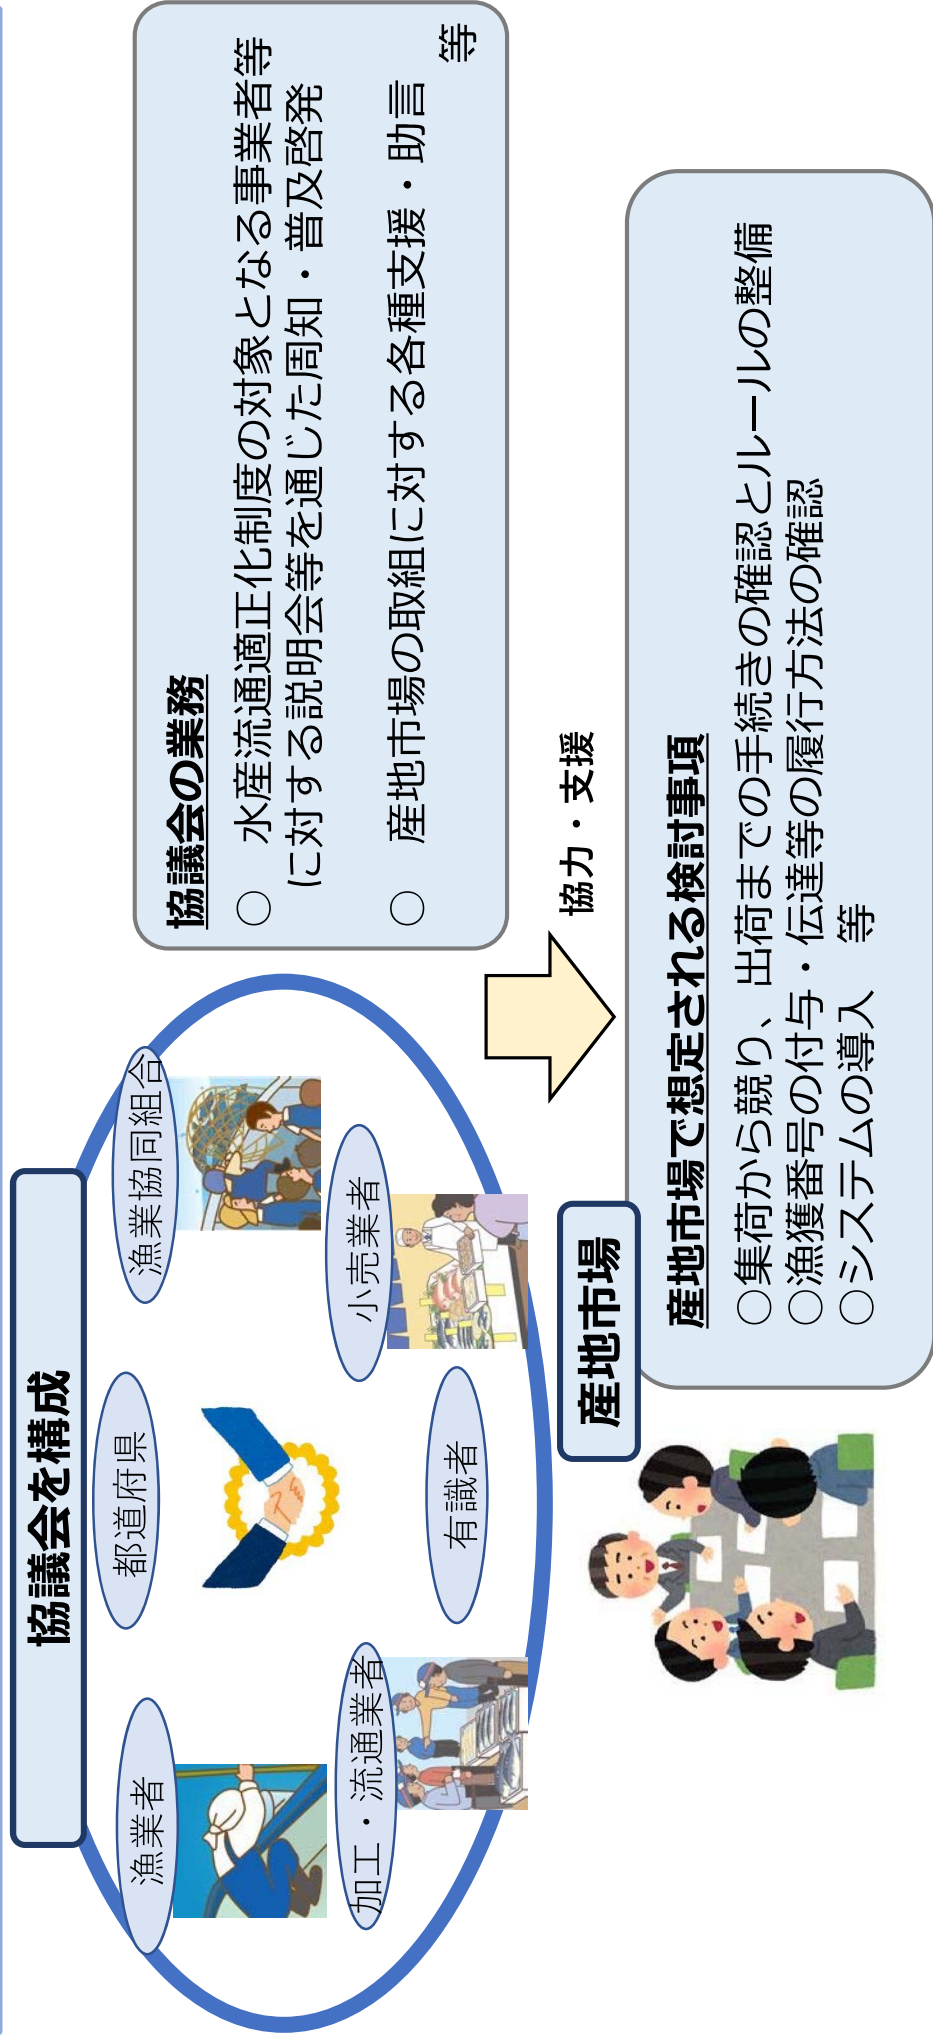 協議会を構成
漁業者
都道府県
漁業協同組合
加工・流通業者
有識者
小売業者
協議会の業務
○ 水産流通適正化制度の対象となる事業者等
に対する説明会等を通じた周知・普及啓発
○ 産地市場の取組に対する各種支援・助言
等
協力・支援
産地市場
産地市場で想定される検討事項
○集荷から競り、出荷までの手続きの確認とルールの整備
○漁獲番号の付与・伝達等の履行方法の確認
○システムの導入 等